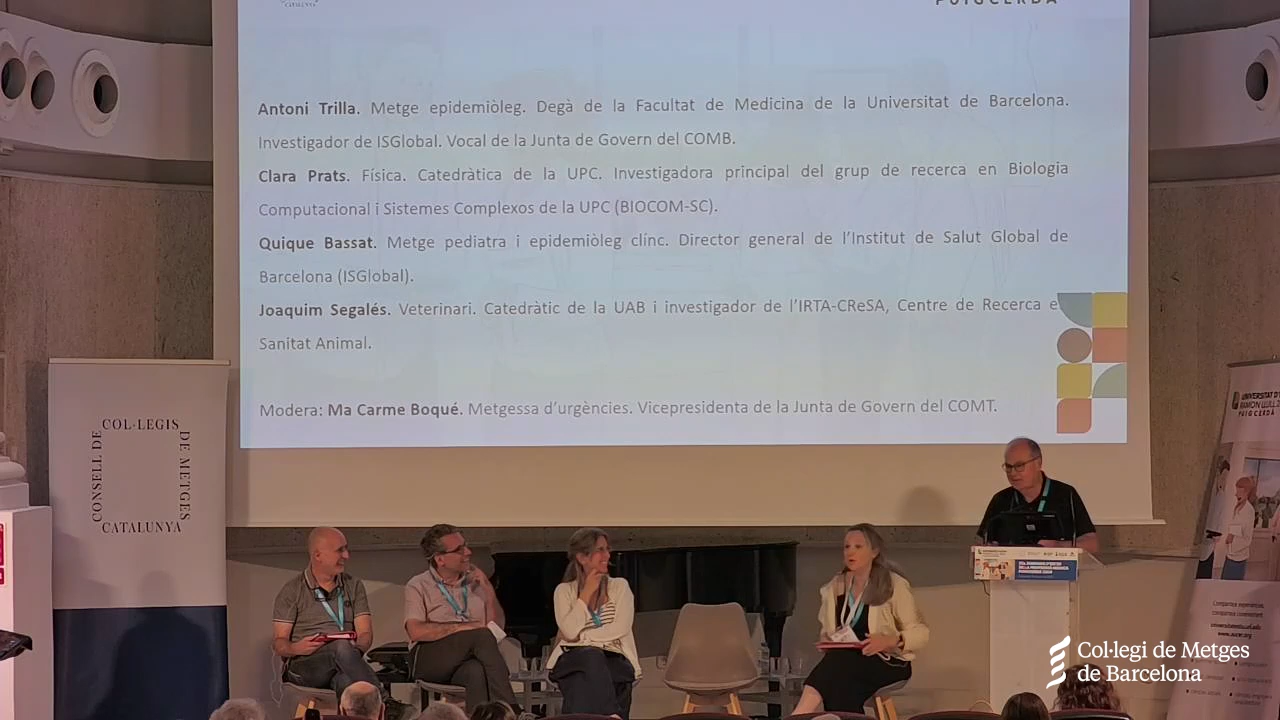 CATALUNYA
PUIGCERDÀ
Antoni Trilla. Metge epidemiòleg. Degà de la Facultat de Medicina de la Universitat de Barcelona.
Investigador de ISGlobal. Vocal de la Junta de Govern del COMB.
Clara Prats. Física. Catedràtica de la UPC. Investigadora principal del grup de recerca en Biologia
Computacional i Sistemes Complexos de la UPC (BIOCOM-SC).
Quique Bassat. Metge pediatra i epidemiòleg clínc. Director general de l'Institut de Salut Global de
Barcelona (ISGlobal).
Joaquim Segalés. Veterinari. Catedràtic de la UAB i investigador de l'IRTA-CReSA, Centre de Recerca e
Sanitat Animal.
Modera: Ma Carme Boqué. Metgessa d'urgències. Vicepresidenta de la Junta de Govern del COMT.
CONSELL DE
COL·LEGIS
DE METGES
CATALUNYA
UNIVERSITAT D'E
RAMON LLULL
PUIGCERDÀ
Col·legi de Metges
de Barcelona